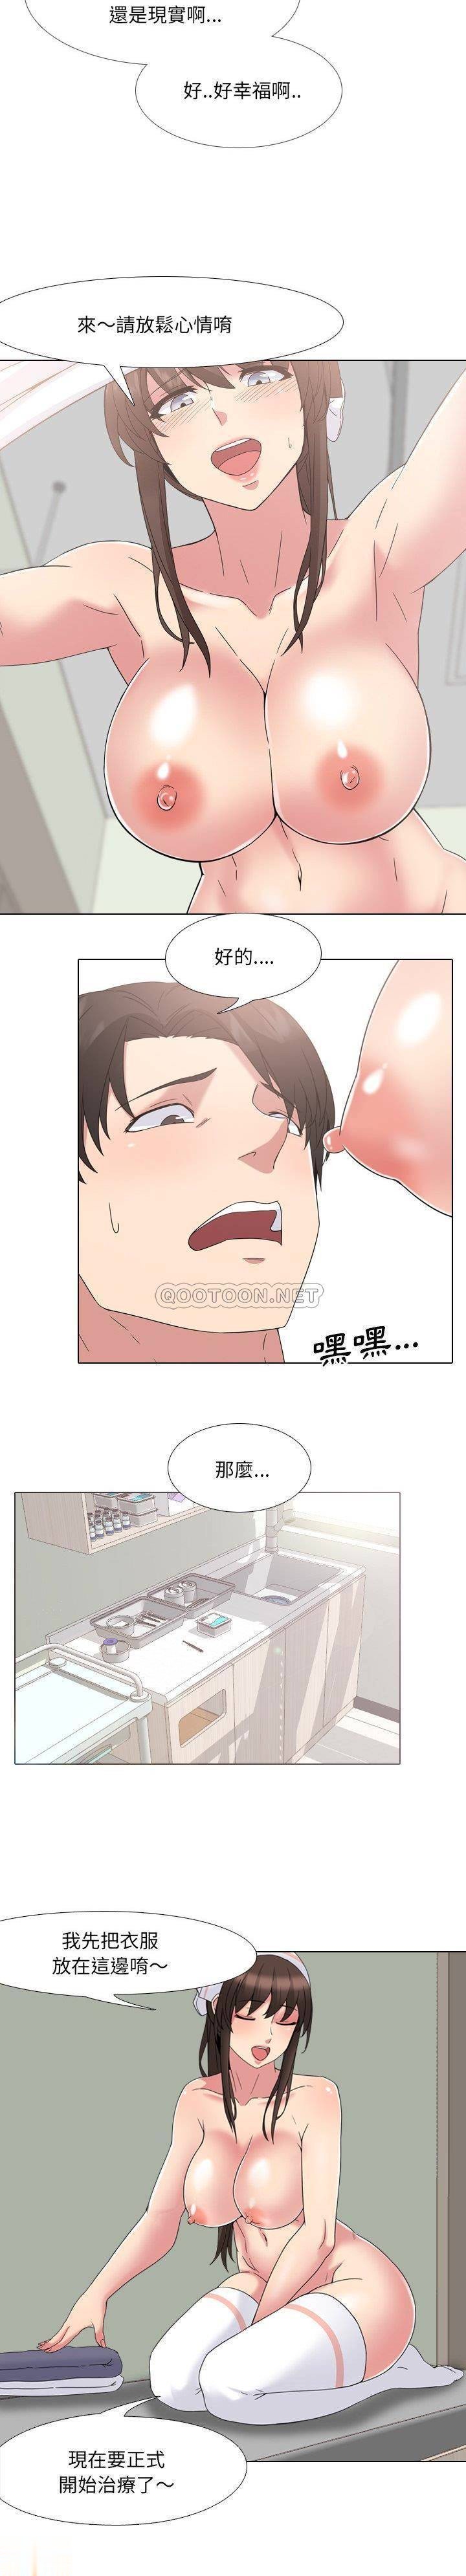 還是現實啊...
好..好幸福啊..
來～請放鬆心情唷
好的....
QOOTOON.NET
嘿嘿...
那麼...
我先把衣服
放在這邊唷～
現在要正式
開始治療了～